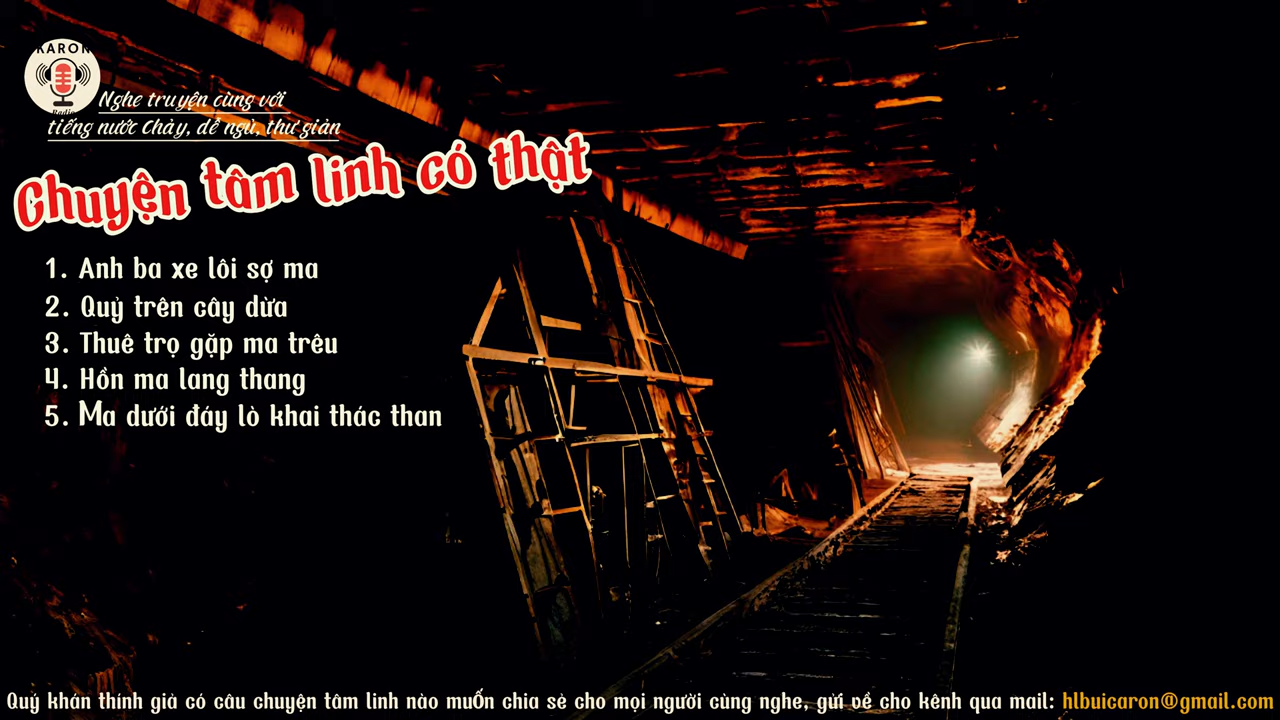 KARON
Radio
Nghe truyện cùng với
tiếng nước Chảy, dễ ngủ, thư giản
Chuyện tâm linh có thật
1. Anh ba xe lôi sợ ma
2. Quỷ trên cây dừa
3. Thuê trọ gặp ma trêu
4. Hồn ma lang thang
5. Ma dưới đáy lò khai thác than
Quý khán thính giả có câu chuyện tâm linh nào muốn chia sẻ cho mọi người cùng nghe, gửi về cho kênh qua mail: hlbuicaron@gmail.com